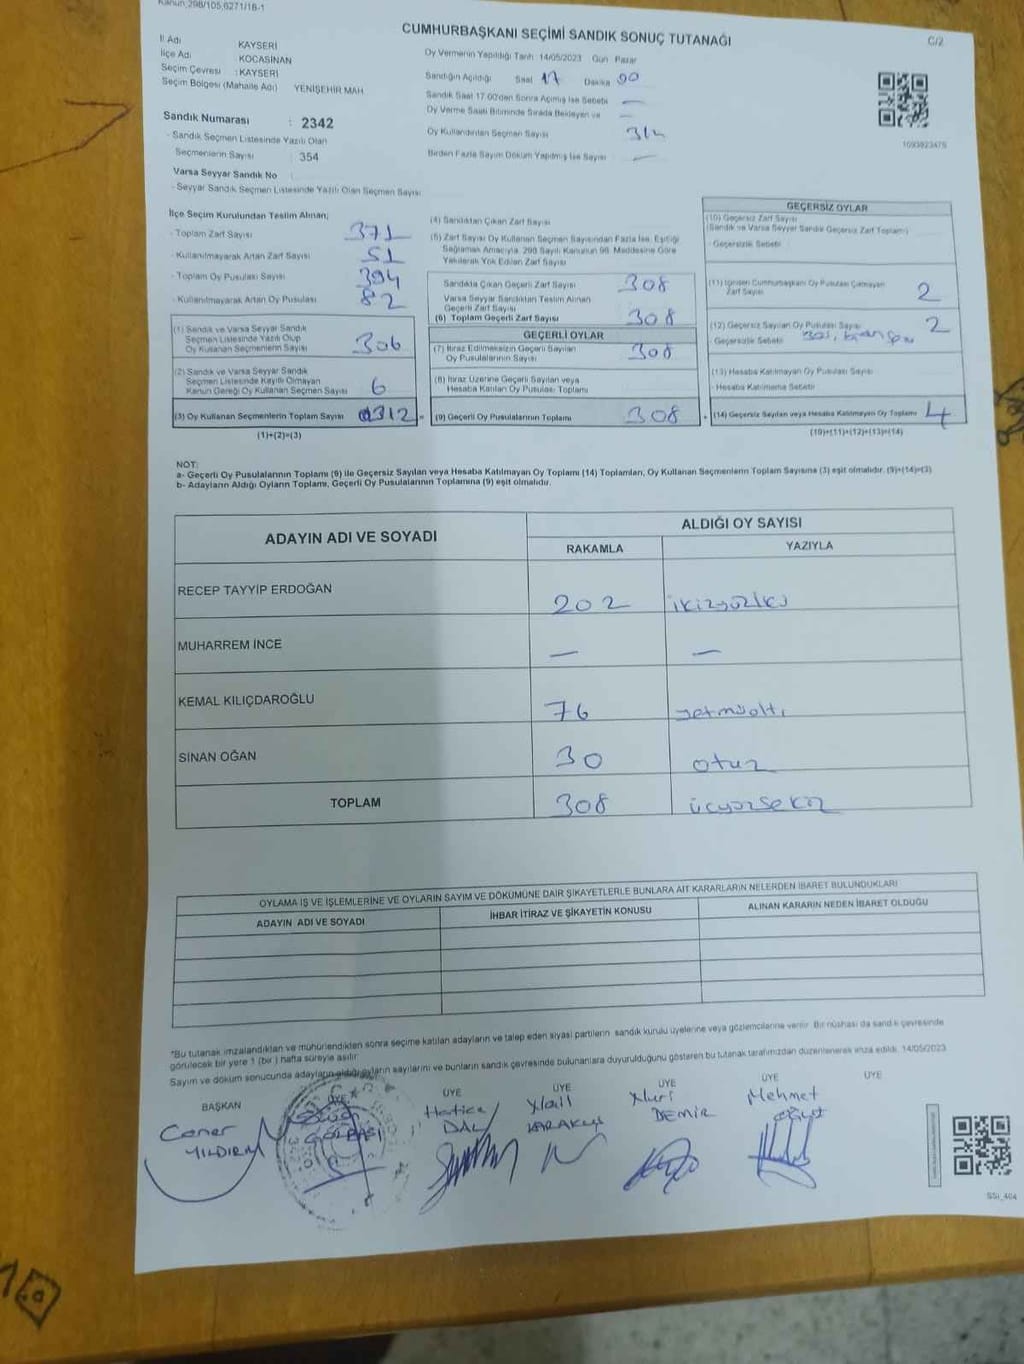 Kanun,298/105,6271/18-1
CUMHURBAŞKANI SEÇİMİ SANDIK SONUÇ TUTANAĞI
C/2
İl Adı KAYSERİ
İlçe Adı KOCASİNAN
Seçim Çevresi : KAYSERİ
Seçim Bölgesi (Mahalle Adı) YENİŞEHİR MAH
Sandık Numarası : 2342
- Sandık Seçmen Listesinde Yazılı Olan
Seçmenlerin Sayısı : 354
Varsa Seyyar Sandık No
- Seyyar Sandık Seçmen Listesinde Yazılı Olan Seçmen Sayısı
Oy Vermenin Yapıldığı Tarih 14/05/2023 Gün Pazar
Sandığın Açıldığı Saat 17 Dakika 00
Sandık Saat 17.00'den Sonra Açılmış İse Sebebi —
Oy Verme Saati Bitiminde Sırada Bekleyen ve —
Oy Kullandırılan Seçmen Sayısı 312
Birden Fazla Sayım Döküm Yapılmış İse Sayısı —
1093923475
İlçe Seçim Kurulundan Teslim Alınan;
- Toplam Zarf Sayısı 371
- Kullanılmayarak Artan Zarf Sayısı 51
- Toplam Oy Pusulası Sayısı 394
- Kullanılmayarak Artan Oy Pusulası 82
(1) Sandık ve Varsa Seyyar Sandık
Seçmen Listesinde Yazılı Olup
Oy Kullanan Seçmenlerin Sayısı 306
(2) Sandık ve Varsa Seyyar Sandık
Seçmen Listesinde Kayıtlı Olmayan
Kanun Gereği Oy Kullanan Seçmen Sayısı 6
(3) Oy Kullanan Seçmenlerin Toplam Sayısı 312
(1)+(2)=(3)
(4) Sandıktan Çıkan Zarf Sayısı
(5) Zarf Sayısı Oy Kullanan Seçmen Sayısından Fazla İse, Eşitliği
Sağlamak Amacıyla, 298 Sayılı Kanunun 98. Maddesine Göre
Yakılarak Yok Edilen Zarf Sayısı
Sandıkta Çıkan Geçerli Zarf Sayısı 308
Varsa Seyyar Sandıktan Teslim Alınan
Geçerli Zarf Sayısı
(6) Toplam Geçerli Zarf Sayısı 308
GEÇERLİ OYLAR
(7) İtiraz Edilmeksizin Geçerli Sayılan
Oy Pusulalarının Sayısı 308
(8) İtiraz Üzerine Geçerli Sayılan veya
Hesaba Katılan Oy Pusulası Toplamı
(9) Geçerli Oy Pusulalarının Toplamı 308
GEÇERSİZ OYLAR
(10) Geçersiz Zarf Sayısı
(Sandık ve Varsa Seyyar Sandık Geçersiz Zarf Toplamı)
- Geçersizlik Sebebi
(11) İçinden Cumhurbaşkanı Oy Pusulası Çıkmayan
Zarf Sayısı 2
(12) Geçersiz Sayılan Oy Pusulası Sayısı 2
- Geçersizlik Sebebi
(13) Hesaba Katılmayan Oy Pusulası Sayısı
- Hesaba Katılmama Sebebi
(14) Geçersiz Sayılan veya Hesaba Katılmayan Oy Toplamı 4
(10)+(11)+(12)+(13)=(14)
NOT:
a- Geçerli Oy Pusulalarının Toplamı (9) ile Geçersiz Sayılan veya Hesaba Katılmayan Oy Toplamı (14) Toplamları, Oy Kullanan Seçmenlerin Toplam Sayısına (3) eşit olmalıdır. (9)+(14)=(3)
b- Adayların Aldığı Oyların Toplamı, Geçerli Oy Pusulalarının Toplamına (9) eşit olmalıdır.
ADAYIN ADI VE SOYADI
ALDIĞI OY SAYISI
RAKAMLA YAZIYLA
RECEP TAYYİP ERDOĞAN 202 ikiyüziki
MUHARREM İNCE — —
KEMAL KILIÇDAROĞLU 76 yetmişaltı
SİNAN OĞAN 30 otuz
TOPLAM 308 üçyüzsekiz
OYLAMA İŞ VE İŞLEMLERİNE VE OYLARIN SAYIM VE DÖKÜMÜNE DAİR ŞİKAYETLERLE BUNLARA AİT KARARLARIN NELERDEN İBARET BULUNDUKLARI
ADAYIN ADI VE SOYADI İHBAR İTİRAZ VE ŞİKAYETİN KONUSU ALINAN KARARIN NEDEN İBARET OLDUĞU
*Bu tutanak imzalandıktan ve mühürlendikten sonra seçime katılan adayların ve talep eden siyasi partilerin sandık kurulu üyelerine veya gözlemcilerine verilir. Bir nüshası da sandık çevresinde
görülecek bir yere 1 (bir) hafta süreyle asılır.
Sayım ve döküm sonucunda adayların aldığı oyların sayılarını ve bunların sandık çevresinde bulunanlara duyurulduğunu gösteren bu tutanak tarafımızdan düzenlenerek imza edildi. 14/05/2023
BAŞKAN ÜYE ÜYE ÜYE ÜYE ÜYE ÜYE
Caner YILDIRIM
GÖLBAŞI
Hatice DAL
Halil KARAKUŞ
Nuri DEMİR
Mehmet